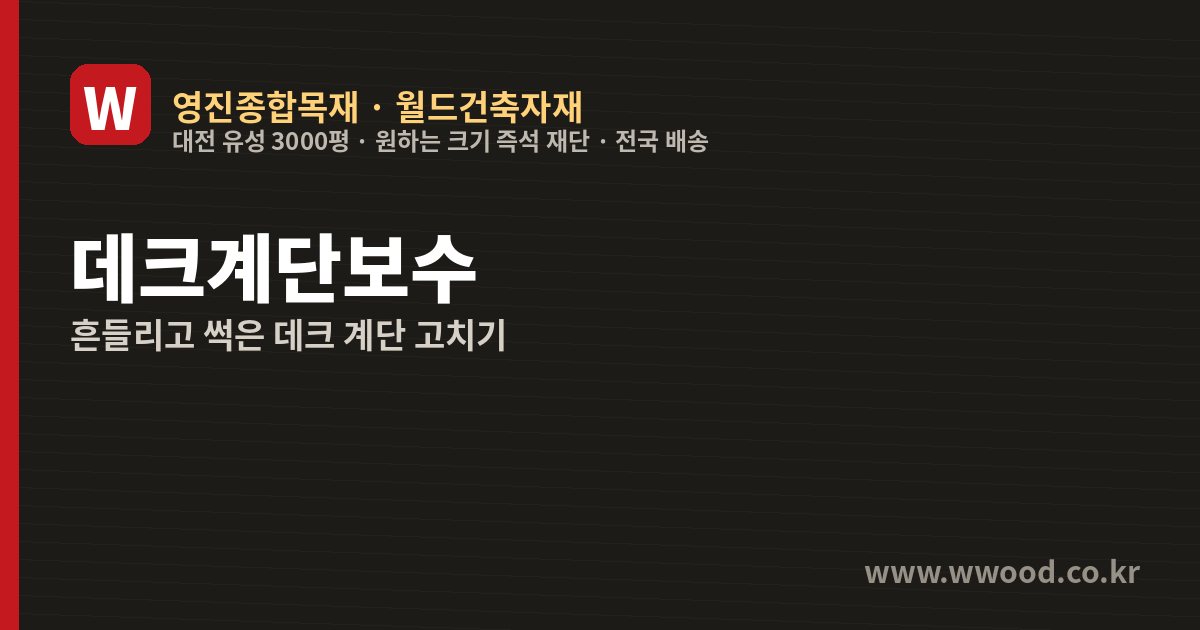 W
영진종합목재 · 월드건축자재
대전 유성 3000평 · 원하는 크기 즉석 재단 · 전국 배송
데크계단보수
흔들리고 썩은 데크 계단 고치기
www.wwood.co.kr